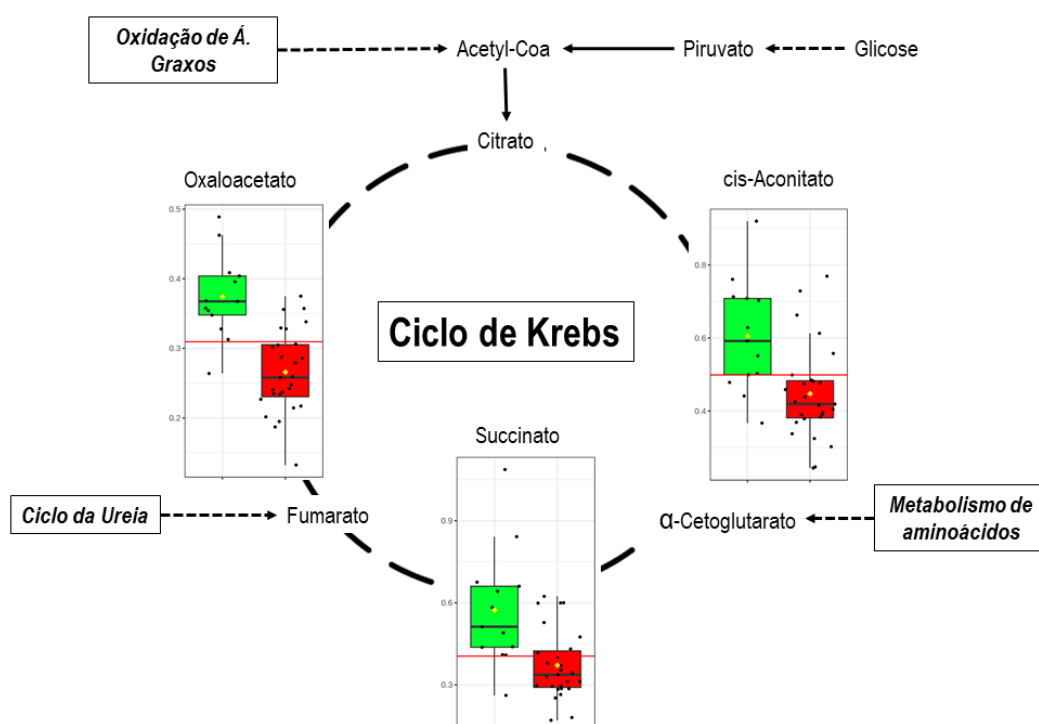 Oxidação de Á.
Graxos
Acetyl-Coa
Piruvato
Glicose
Citrato
Oxaloacetato
cis-Aconitato
0.5
0.4
0.3
0.2
0.8
0.6
0.4
Ciclo de Krebs
Succinato
0.9
0.6
0.3
Ciclo da Ureia
Fumarato
α-Cetoglutarato
Metabolismo de
aminoácidos